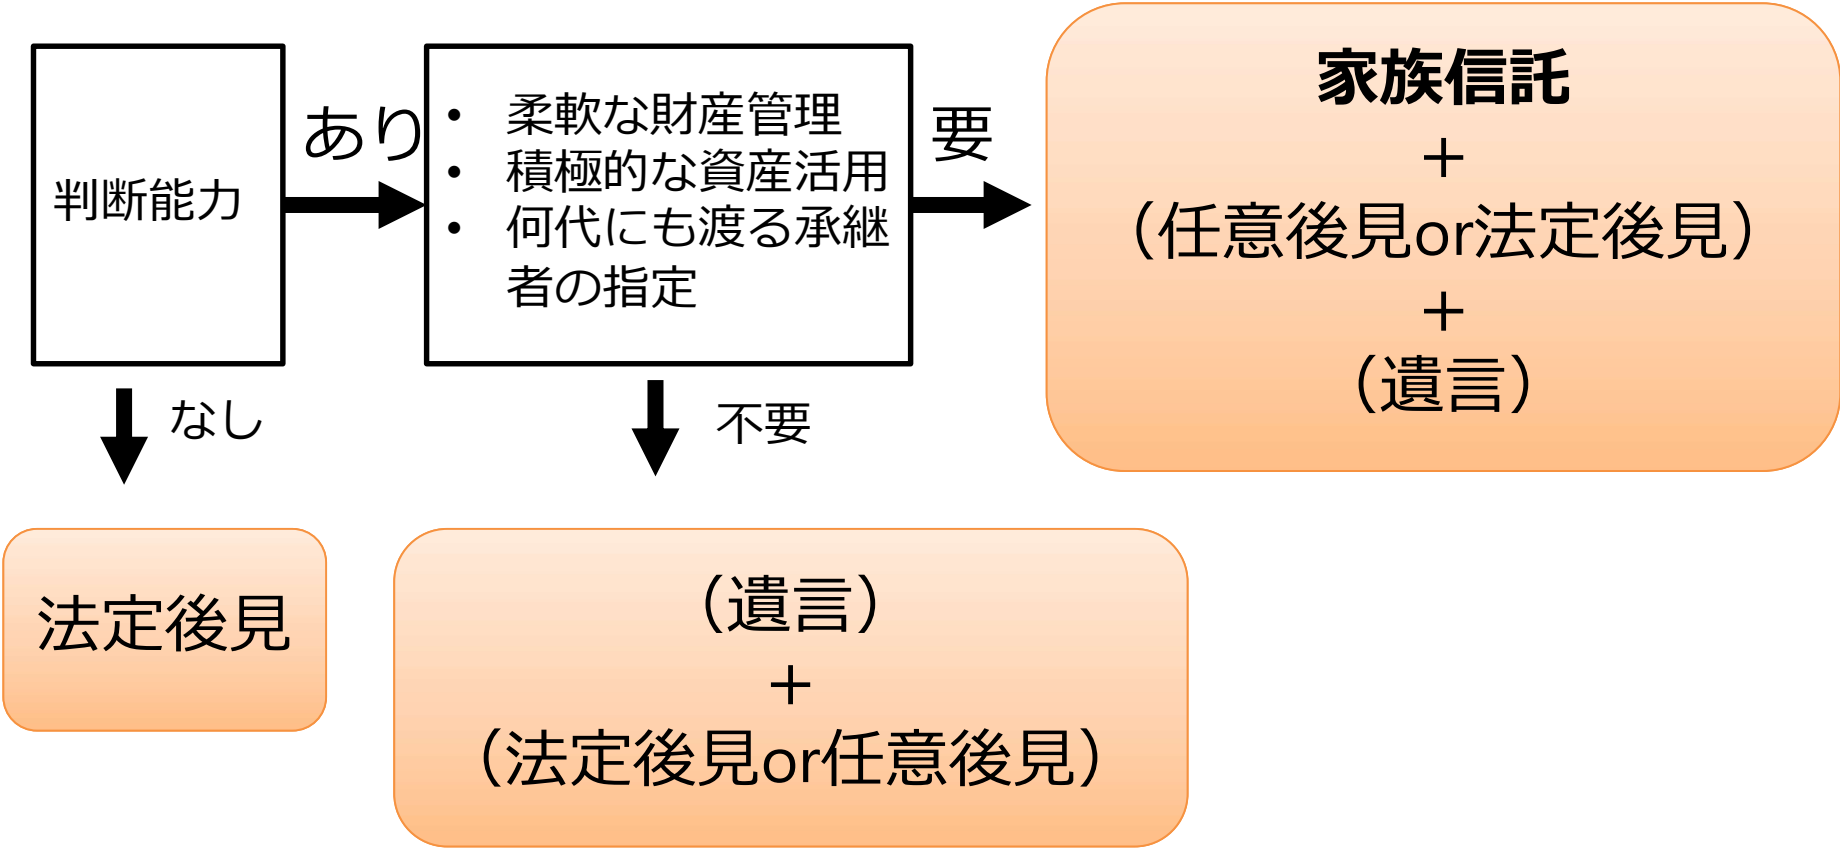 判断能力
あり
• 柔軟な財産管理
• 積極的な資産活用
• 何代にも渡る承継
者の指定
要
家族信託
＋
（任意後見or法定後見）
＋
（遺言）
なし
不要
法定後見
（遺言）
＋
（法定後見or任意後見）